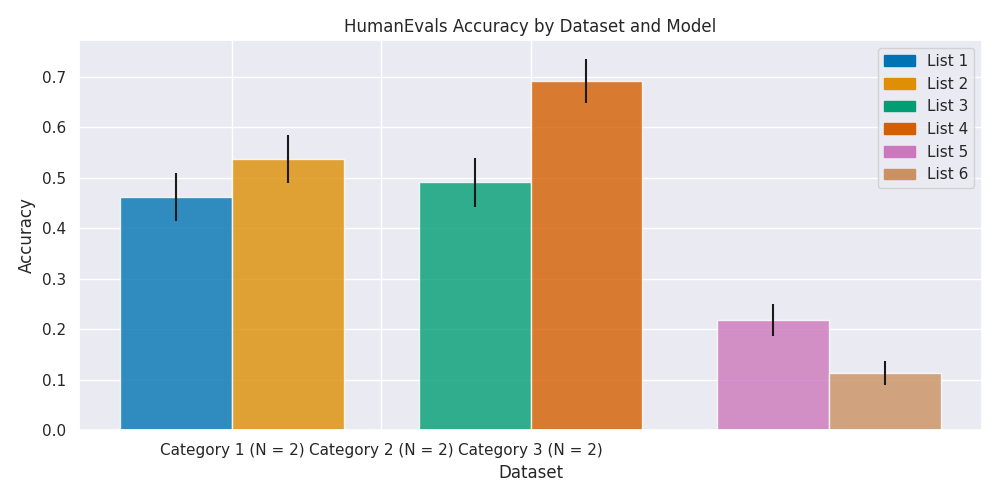 HumanEvals Accuracy by Dataset and Model
List 1
List 2
List 3
List 4
List 5
List 6
Accuracy
0.7
0.6
0.5
0.4
0.3
0.2
0.1
0.0
Category 1 (N = 2) Category 2 (N = 2) Category 3 (N = 2)
Dataset